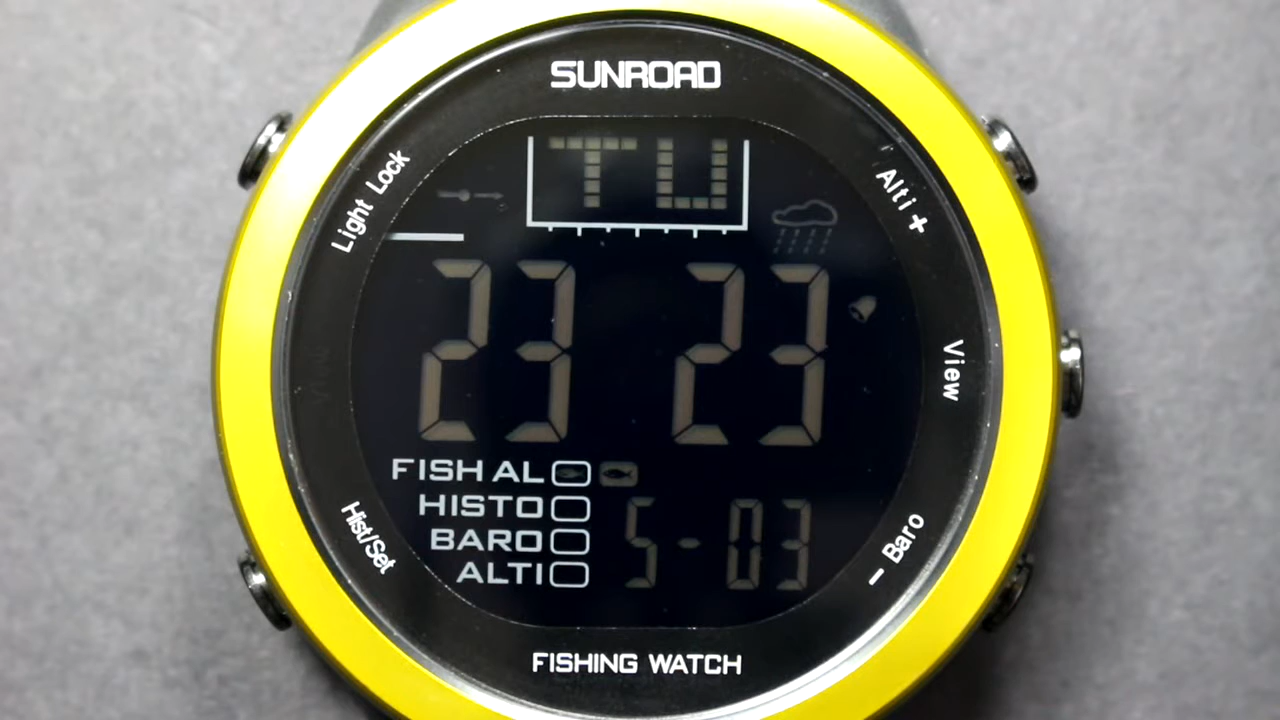 SUNROAD
TU
Light Lock
Alti +
23 23
View
FISH AL
HISTO
BARO
ALTI
5-03
Hist/Set
- Baro
FISHING WATCH